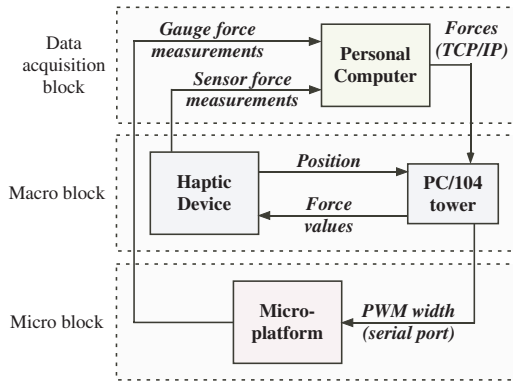 Data
acquisition
block
Gauge force
measurements
Sensor force
measurements
Personal
Computer
Forces
(TCP/IP)
Macro block
Haptic
Device
Position
Force
values
PC/104
tower
Micro block
Micro-
platform
PWM width
(serial port)